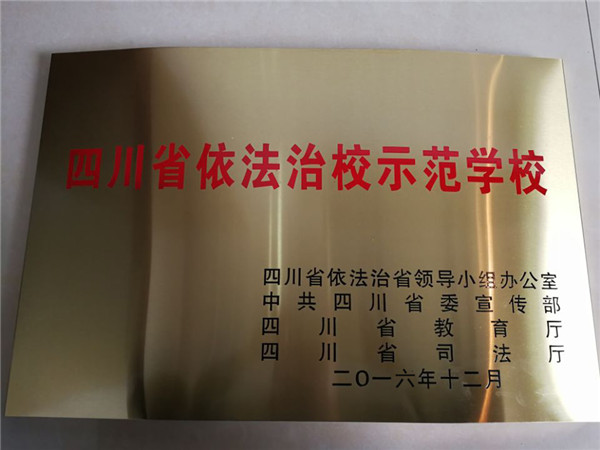 四川省依法治校示范学校
四川省依法治省领导小组办公室
中共四川省委宣传部
四川省教育厅
四川省司法厅
二〇一六年十二月